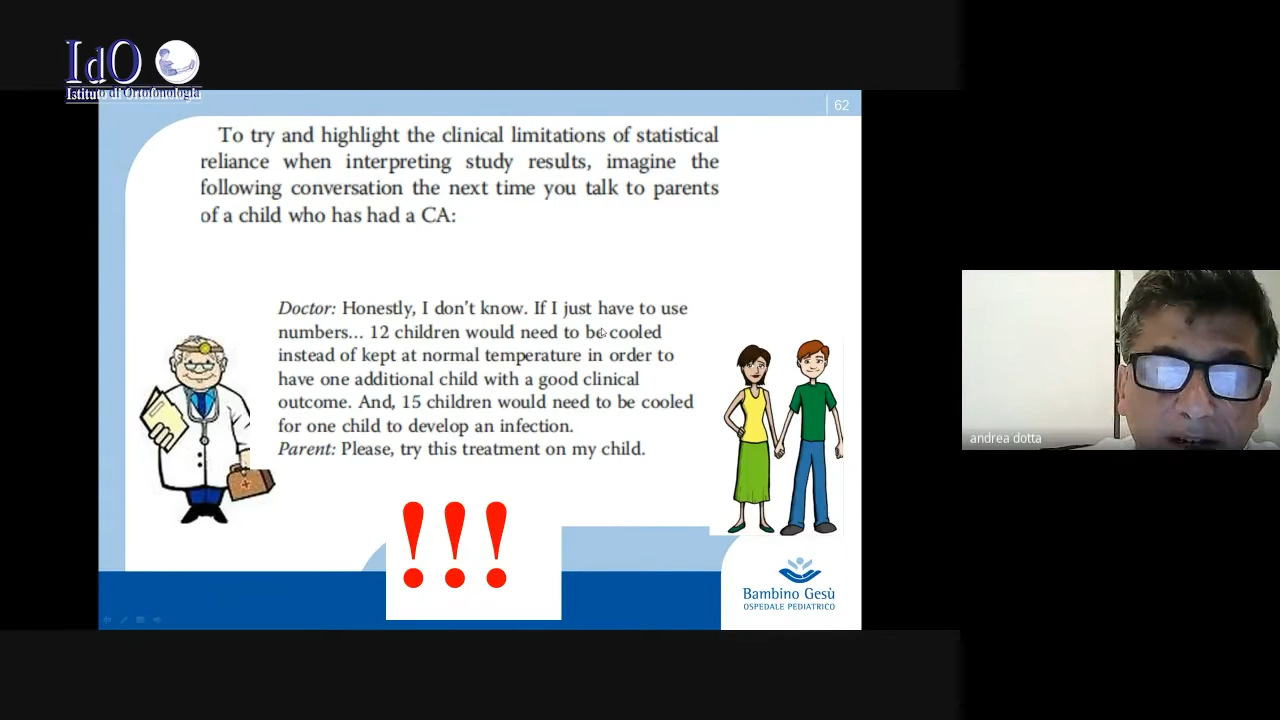 IdO
Istituto di Ortofonologia
62
To try and highlight the clinical limitations of statistical
reliance when interpreting study results, imagine the
following conversation the next time you talk to parents
of a child who has had a CA:
Doctor: Honestly, I don't know. If I just have to use
numbers... 12 children would need to be cooled
instead of kept at normal temperature in order to
have one additional child with a good clinical
outcome. And, 15 children would need to be cooled
for one child to develop an infection.
Parent: Please, try this treatment on my child.
!!!
Bambino Gesù
OSPEDALE PEDIATRICO
andrea dotta